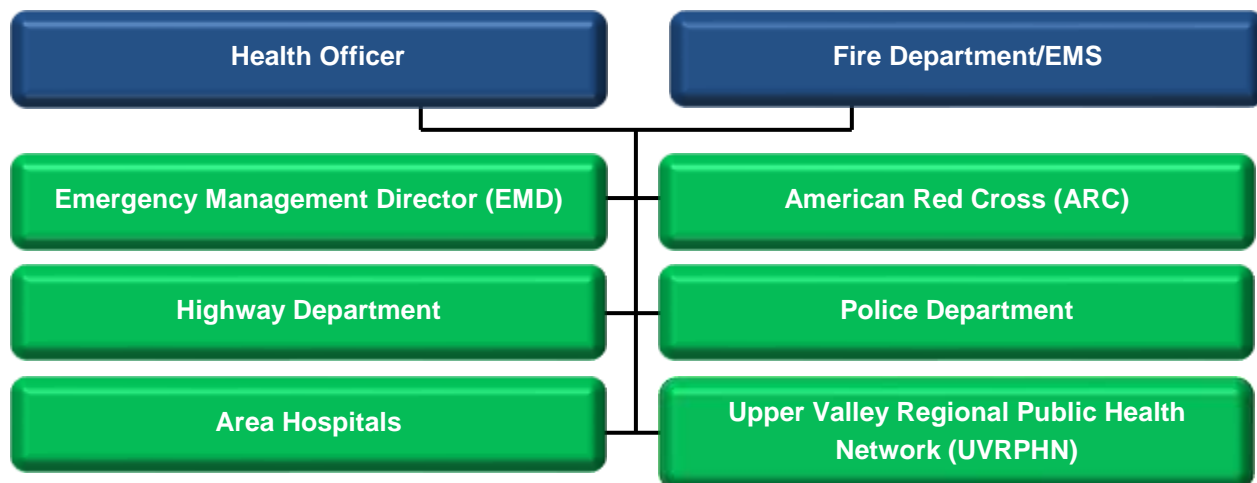 Health Officer
Fire Department/EMS
Emergency Management Director (EMD)
American Red Cross (ARC)
Highway Department
Police Department
Area Hospitals
Upper Valley Regional Public Health
Network (UVRPHN)